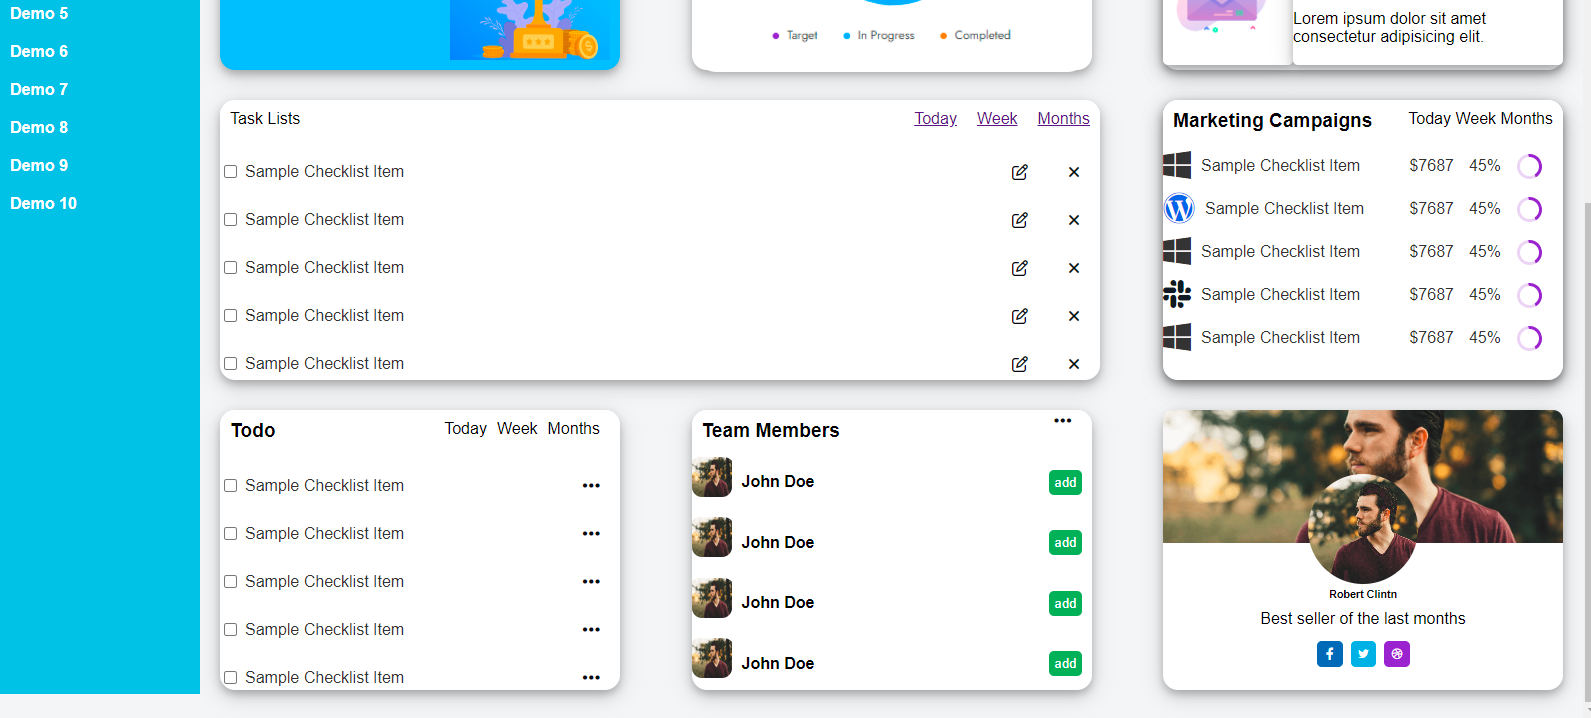 Demo 5
Demo 6
Demo 7
Demo 8
Demo 9
Demo 10
Target In Progress Completed
Lorem ipsum dolor sit amet
consectetur adipisicing elit.
Task Lists Today Week Months
Sample Checklist Item
Sample Checklist Item
Sample Checklist Item
Sample Checklist Item
Sample Checklist Item
Marketing Campaigns Today Week Months
Sample Checklist Item $7687 45%
Sample Checklist Item $7687 45%
Sample Checklist Item $7687 45%
Sample Checklist Item $7687 45%
Sample Checklist Item $7687 45%
Todo Today Week Months
Sample Checklist Item
Sample Checklist Item
Sample Checklist Item
Sample Checklist Item
Sample Checklist Item
Team Members
John Doe add
John Doe add
John Doe add
John Doe add
Robert Clintn
Best seller of the last months